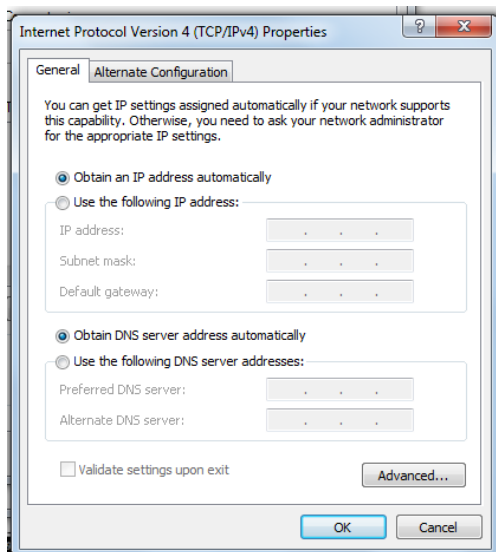 Internet Protocol Version 4 (TCP/IPv4) Properties
General
Alternate Configuration
You can get IP settings assigned automatically if your network supports
this capability. Otherwise, you need to ask your network administrator
for the appropriate IP settings.
Obtain an IP address automatically
Use the following IP address:
IP address:
Subnet mask:
Default gateway:
Obtain DNS server address automatically
Use the following DNS server addresses:
Preferred DNS server:
Alternate DNS server:
Validate settings upon exit
Advanced...
OK
Cancel